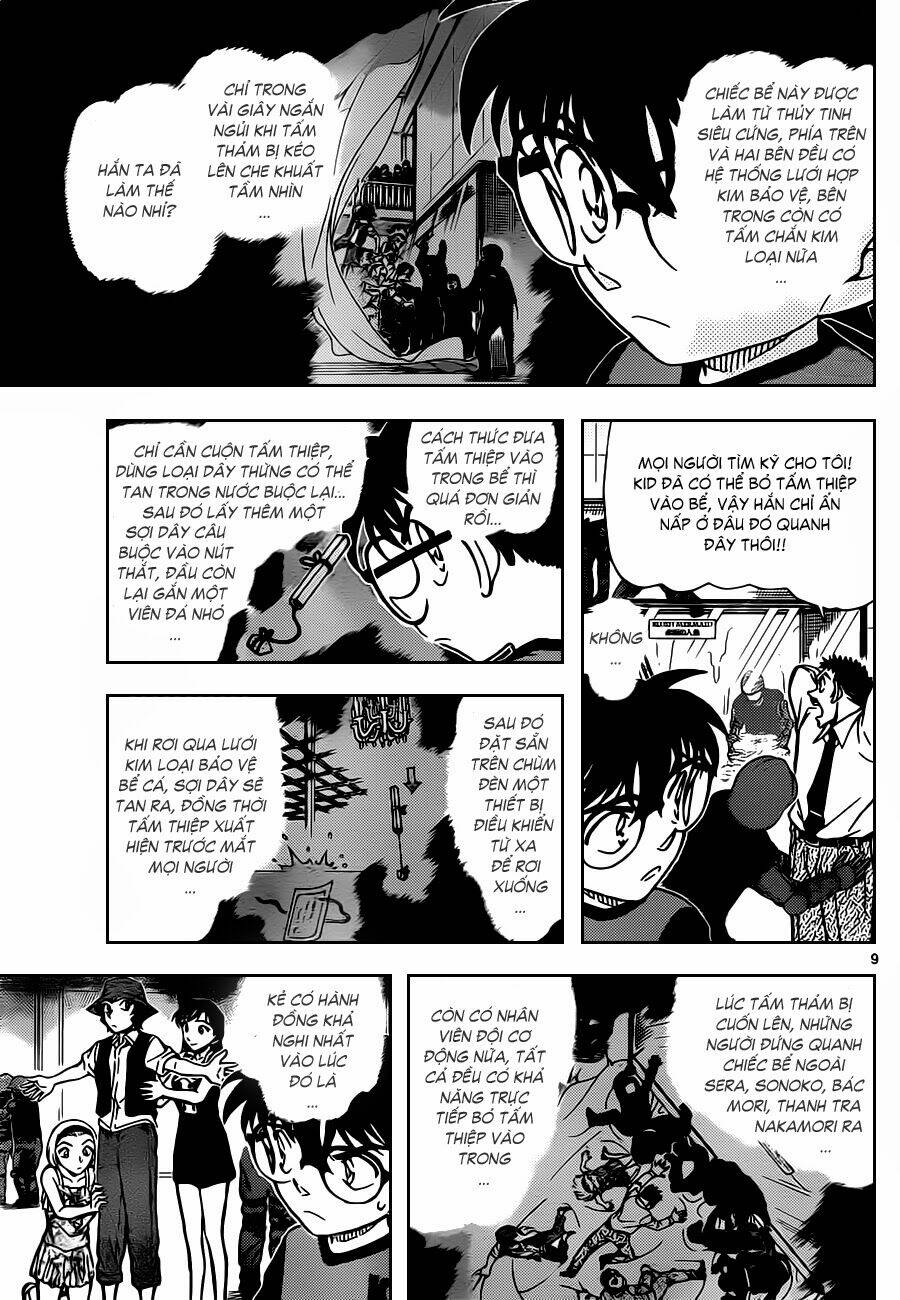 CHIẾC BỂ NÀY ĐƯỢC
LÀM TỪ THỦY TINH
SIÊU CỨNG, PHÍA TRÊN
VÀ HAI BÊN ĐỀU CÓ
HỆ THỐNG LƯỚI HỢP
KIM BẢO VỆ, BÊN
TRONG CÒN CÓ
TẤM CHẮN KIM
LOẠI NỮA
...
CHỈ TRONG
VÀI GIÂY NGẮN
NGỦI KHI TẤM
THẢM BỊ KÉO
LÊN CHE KHUẤT
TẦM NHÌN
...
HẮN TA ĐÃ
LÀM THẾ
NÀO NHỈ?
MỌI NGƯỜI TÌM KỸ CHO TÔI!
KID ĐÃ CÓ THỂ BỎ TẤM THIỆP
VÀO BỂ, VẬY HẮN CHỈ ẨN
NẤP Ở ĐÂU ĐÓ QUANH
ĐÂY THÔI!!
KHÔNG
...
CÁCH THỨC ĐƯA
TẤM THIỆP VÀO
TRONG BỂ THÌ
QUÁ ĐƠN GIẢN
RỒI...
CHỈ CẦN CUỘN TẤM THIỆP,
DÙNG LOẠI DÂY THỪNG CÓ THỂ
TAN TRONG NƯỚC BUỘC LẠI...
SAU ĐÓ LẤY THÊM MỘT
SỢI DÂY CÂU
BUỘC VÀO NÚT
THẮT, ĐẦU CÒN
LẠI GẮN MỘT
VIÊN ĐÁ NHỎ
...
SAU ĐÓ
ĐẶT SẴN
TRÊN CHÙM
ĐÈN MỘT
THIẾT BỊ
ĐIỀU KHIỂN
TỪ XA
ĐỂ RƠI
XUỐNG
...
KHI RƠI QUA LƯỚI
KIM LOẠI BẢO VỆ
BỂ CÁ, SỢI DÂY SẼ
TAN RA, ĐỒNG THỜI
TẤM THIỆP XUẤT
HIỆN TRƯỚC MẮT
MỌI NGƯỜI
...
9
LÚC TẤM THẢM BỊ
CUỐN LÊN, NHỮNG
NGƯỜI ĐỨNG QUANH
CHIẾC BỂ NGOÀI
SERA, SONOKO, BÁC
MORI, THANH TRA
NAKAMORI RA
...
CÒN CÓ NHÂN
VIÊN ĐỘI CƠ
ĐỘNG NỮA, TẤT
CẢ ĐỀU CÓ KHẢ
NĂNG TRỰC
TIẾP BỎ TẤM
THIỆP VÀO
TRONG
...
KẺ CÓ HÀNH
ĐỒNG KHẢ
NGHI NHẤT
VÀO LÚC
ĐÓ LÀ
...